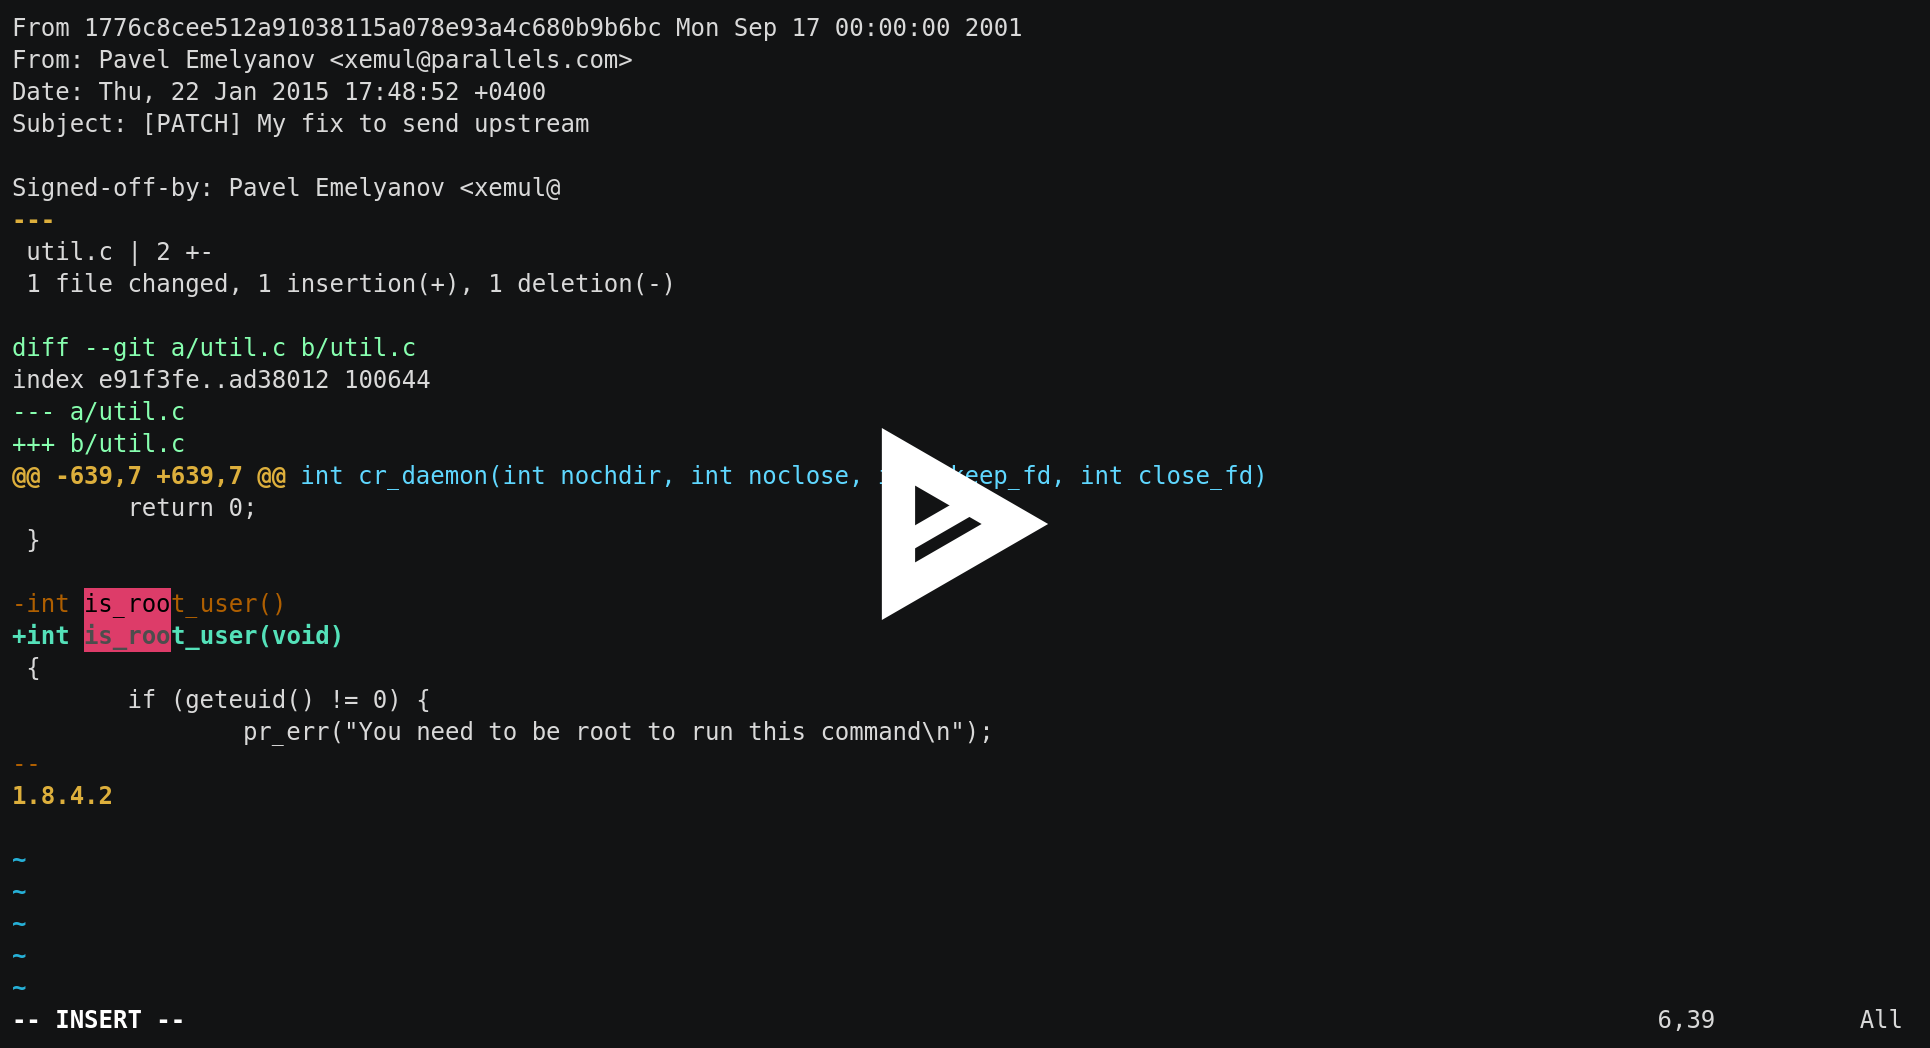 From 1776c8cee512a91038115a078e93a4c680b9b6bc Mon Sep 17 00:00:00 2001
From: Pavel Emelyanov <xemul@parallels.com>
Date: Thu, 22 Jan 2015 17:48:52 +0400
Subject: [PATCH] My fix to send upstream

Signed-off-by: Pavel Emelyanov <xemul@
---
 util.c | 2 +-
 1 file changed, 1 insertion(+), 1 deletion(-)

diff --git a/util.c b/util.c
index e91f3fe..ad38012 100644
--- a/util.c
+++ b/util.c
@@ -639,7 +639,7 @@ int cr_daemon(int nochdir, int noclose, keep_fd, int close_fd)
        return 0;
 }

-int is_root_user()
+int is_root_user(void)
 {
        if (geteuid() != 0) {
                pr_err("You need to be root to run this command\n");
--
1.8.4.2

~
~
~
~
~
-- INSERT -- 6,39 All